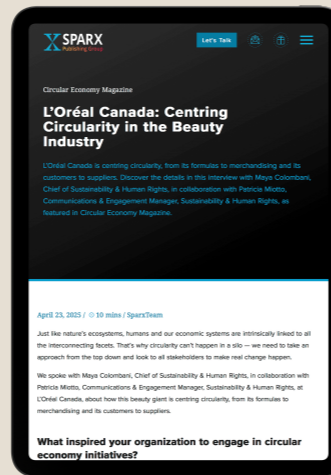 SPARX
Publishing Group
Let's Talk
Circular Economy Magazine
L'Oréal Canada: Centring
Circularity in the Beauty
Industry
L'Oréal Canada is centring circularity, from its formulas to merchandising and its
customers to suppliers. Discover the details in this interview with Maya Colombani,
Chief of Sustainability & Human Rights, in collaboration with Patricia Miotto,
Communications & Engagement Manager, Sustainability & Human Rights, as
featured in Circular Economy Magazine.
April 23, 2025 / 10 mins / SparxTeam
Just like nature's ecosystems, humans and our economic systems are intrinsically linked to all
the interconnecting facets. That's why circularity can't happen in a silo — we need to take an
approach from the top down and look to all stakeholders to make real change happen.
We spoke with Maya Colombani, Chief of Sustainability & Human Rights, in collaboration with
Patricia Miotto, Communications & Engagement Manager, Sustainability & Human Rights, at
L'Oréal Canada, about how this beauty giant is centring circularity, from its formulas to
merchandising and its customers to suppliers.
What inspired your organization to engage in circular
economy initiatives?